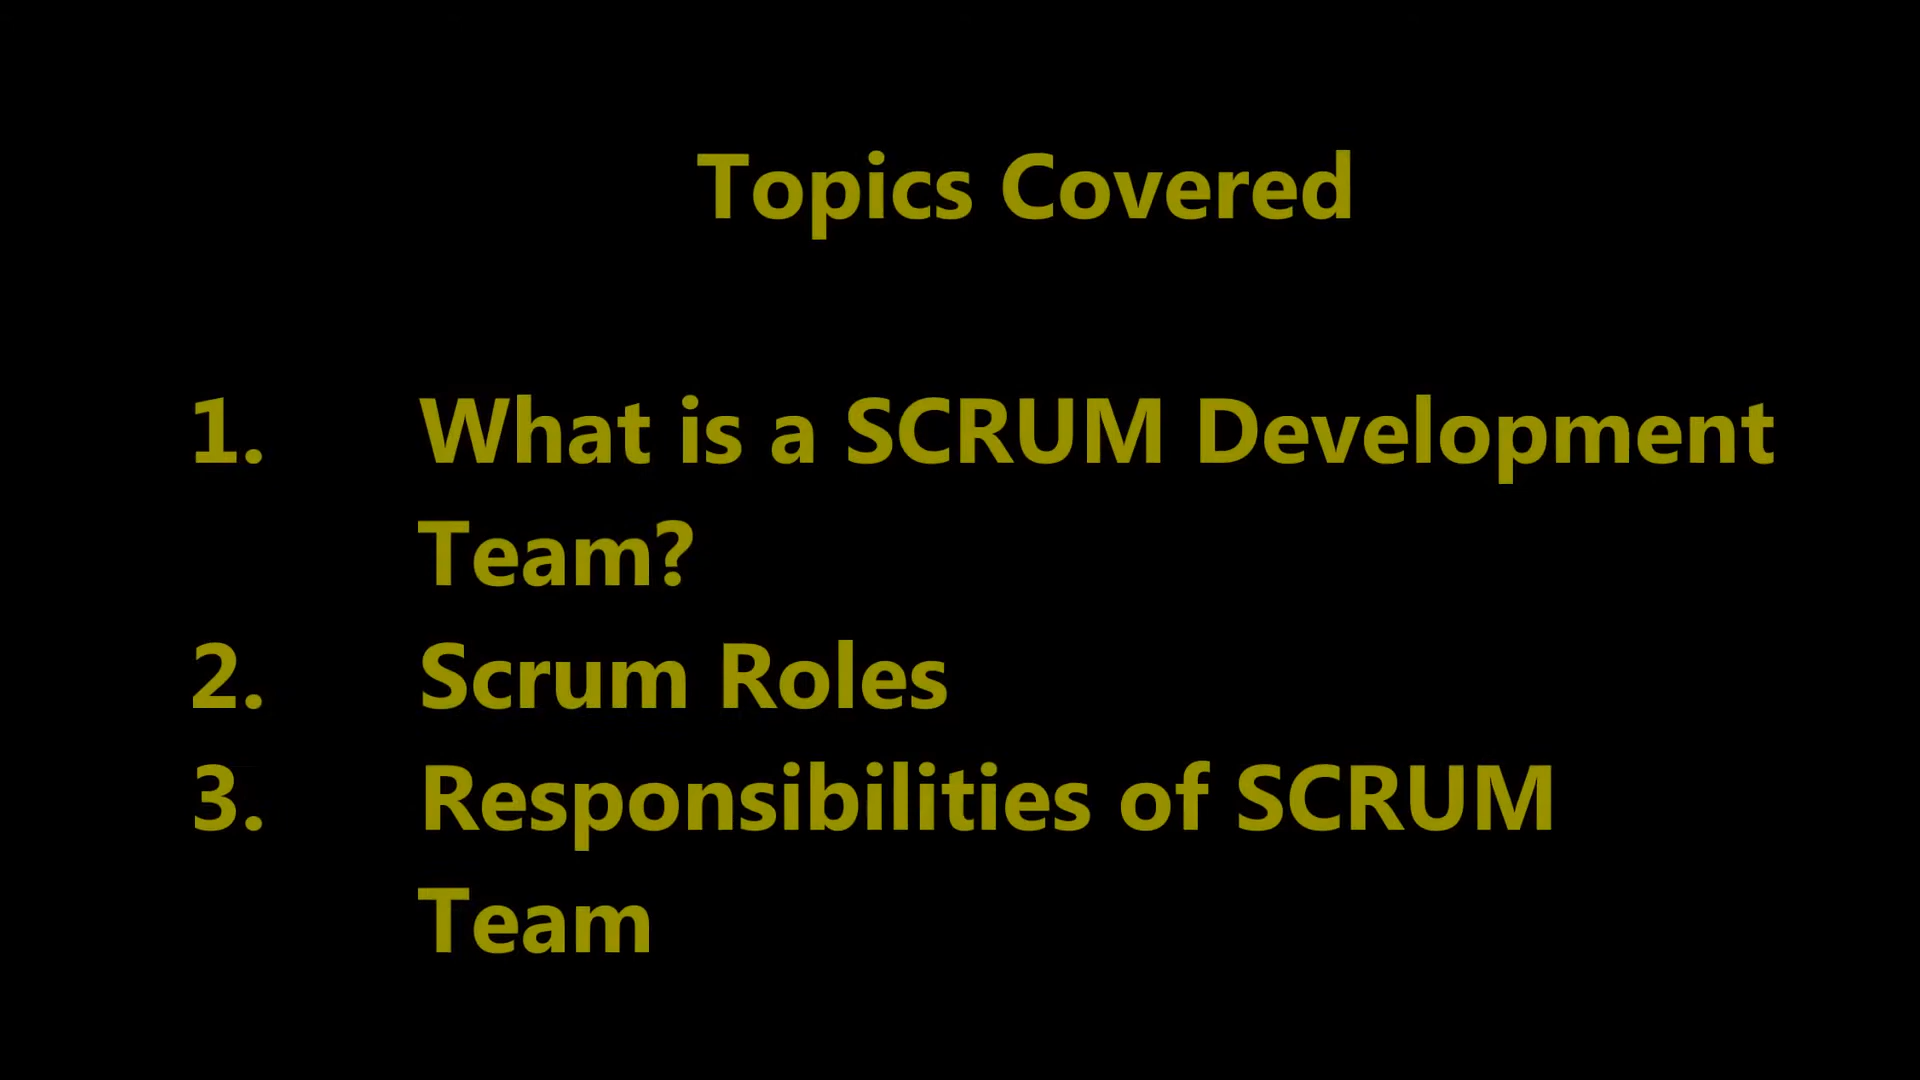 Topics Covered
1. What is a SCRUM Development
Team?
2. Scrum Roles
3. Responsibilities of SCRUM
Team